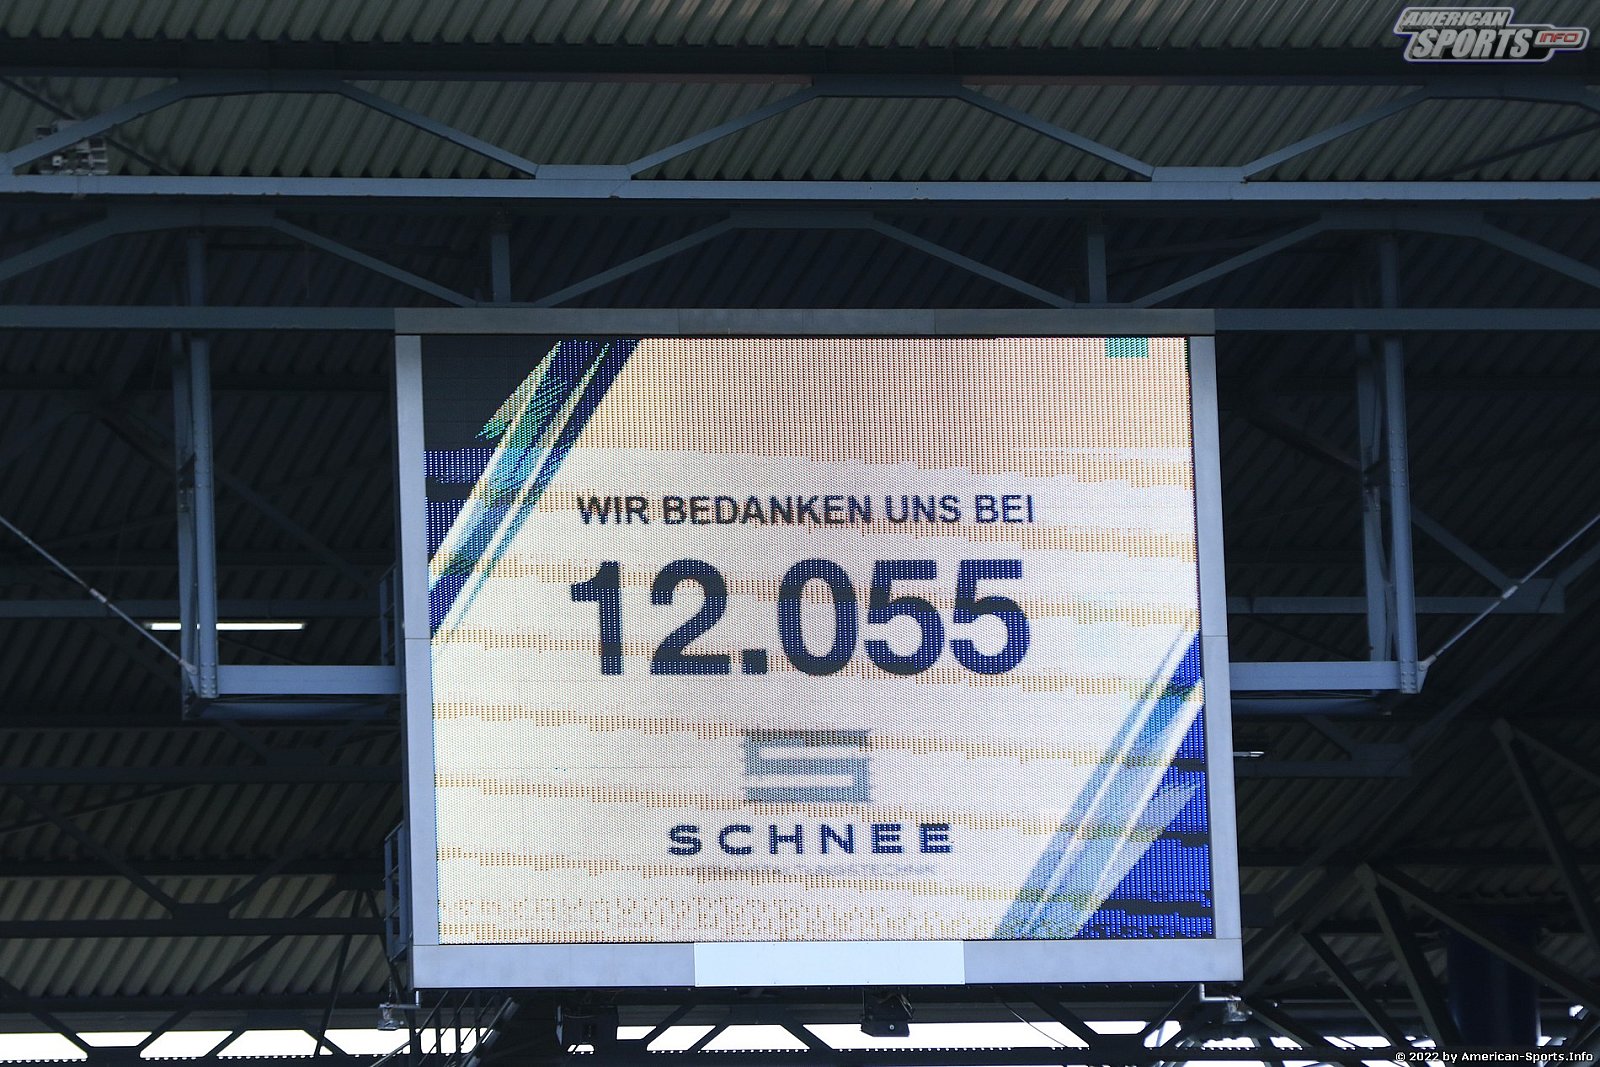 AMERICAN
SPORTS INFO
WIR BEDANKEN UNS BEI
12.055
SCHNEE
© 2022 by American-Sports.Info